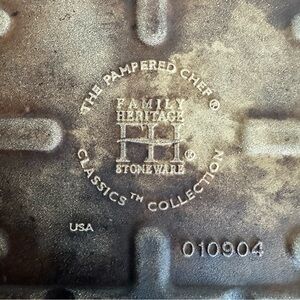 THE PAMPERED CHEF ®
FAMILY
HERITAGE
FH ®
STONEWARE
CLASSICS™ COLLECTION
USA
010904